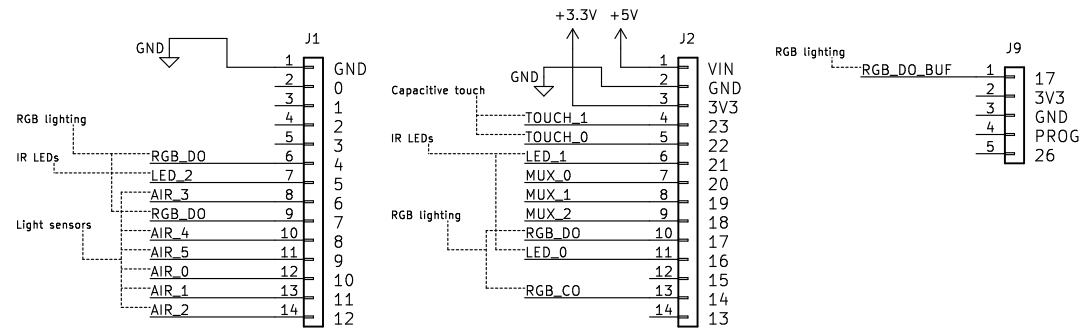 +3.3V +5V
GND J1 J2
RGB lighting J9
1 GND
2 0
3 1
4 2
5 3
RGB lighting
RGB_DO 6 4
IR LEDs
LED_2 7 5
AIR_3 8 6
RGB_DO 9 7
Light sensors
AIR_4 10 8
AIR_5 11 9
AIR_0 12 10
AIR_1 13 11
AIR_2 14 12
1 VIN
GND 2 GND
Capacitive touch
3 3V3
TOUCH_1 4 23
TOUCH_0 5 22
IR LEDs
LED_1 6 21
MUX_0 7 20
MUX_1 8 19
MUX_2 9 18
RGB lighting
RGB_DO 10 17
LED_0 11 16
12 15
RGB_CO 13 14
14 13
RGB_DO_BUF 1 17
2 3V3
3 GND
4 PROG
5 26